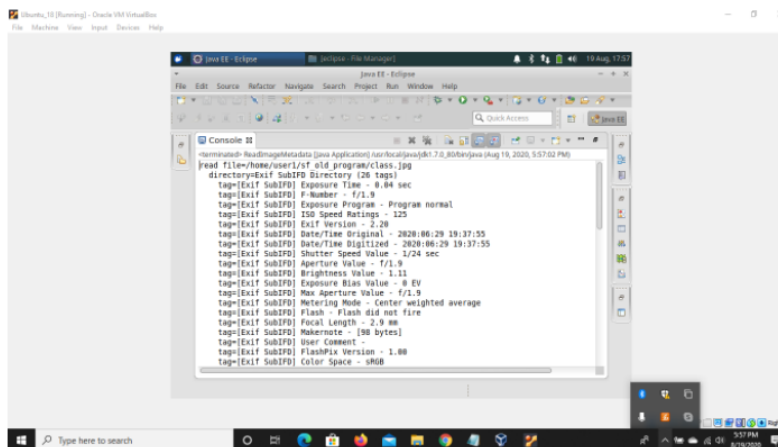 Ubuntu_18 [Running] - Oracle VM VirtualBox
File Machine View Input Devices Help
Java EE - Eclipse
[eclipse - File Manager]
19 Aug, 17:57
Java EE - Eclipse
File Edit Source Refactor Navigate Search Project Run Window Help
Quick Access
Java EE
Console
<terminated> ReadImageMetadata [Java Application] /usr/local/java/jdk1.7.0_80/bin/java (Aug 19, 2020, 5:57:02 PM)
read file=/home/user1/sf_old_program/class.jpg
directory=Exif SubIFD Directory (26 tags)
tag=[Exif SubIFD] Exposure Time - 0.04 sec
tag=[Exif SubIFD] F-Number - f/1.9
tag=[Exif SubIFD] Exposure Program - Program normal
tag=[Exif SubIFD] ISO Speed Ratings - 125
tag=[Exif SubIFD] Exif Version - 2.20
tag=[Exif SubIFD] Date/Time Original - 2020:06:29 19:37:55
tag=[Exif SubIFD] Date/Time Digitized - 2020:06:29 19:37:55
tag=[Exif SubIFD] Shutter Speed Value - 1/24 sec
tag=[Exif SubIFD] Aperture Value - f/1.9
tag=[Exif SubIFD] Brightness Value - 1.11
tag=[Exif SubIFD] Exposure Bias Value - 0 EV
tag=[Exif SubIFD] Max Aperture Value - f/1.9
tag=[Exif SubIFD] Metering Mode - Center weighted average
tag=[Exif SubIFD] Flash - Flash did not fire
tag=[Exif SubIFD] Focal Length - 2.9 mm
tag=[Exif SubIFD] Makernote - [98 bytes]
tag=[Exif SubIFD] User Comment -
tag=[Exif SubIFD] FlashPix Version - 1.00
tag=[Exif SubIFD] Color Space - sRGB
Type here to search
5:57 PM
8/19/2020